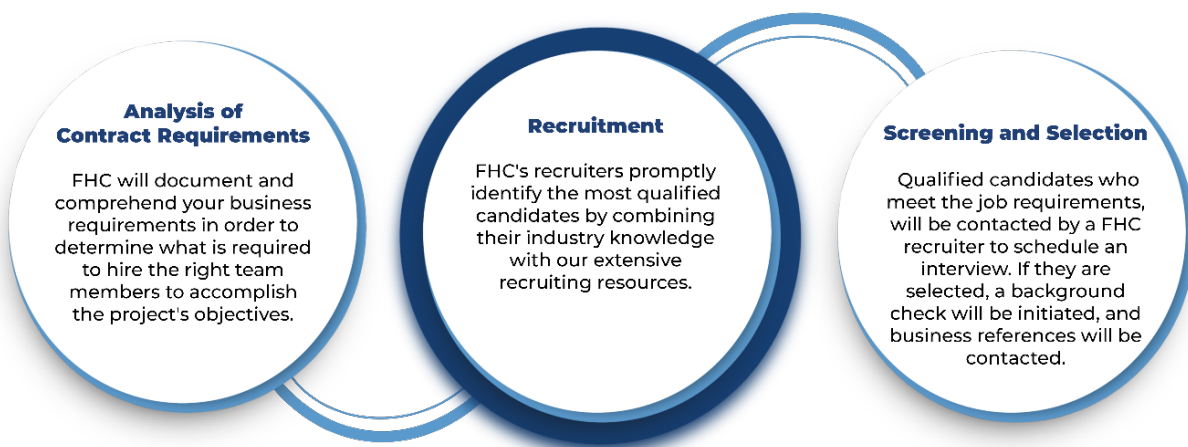 Analysis of
Contract Requirements
FHC will document and
comprehend your business
requirements in order to
determine what is required
to hire the right team
members to accomplish
the project's objectives.
Recruitment
FHC's recruiters promptly
identify the most qualified
candidates by combining
their industry knowledge
with our extensive
recruiting resources.
Screening and Selection
Qualified candidates who
meet the job requirements,
will be contacted by a FHC
recruiter to schedule an
interview. If they are
selected, a background
check will be initiated, and
business references will be
contacted.